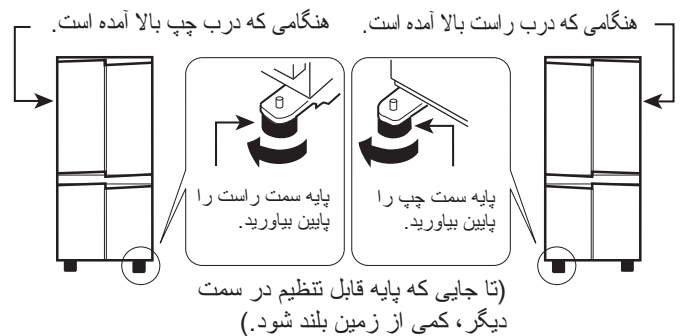 هنگامی که درب راست بالا آمده است.
هنگامی که درب چپ بالا آمده است.
پایه سمت چپ را
پایین بیاورید.
پایه سمت راست را
پایین بیاورید.
(تا جایی که پایه قابل تنظیم در سمت
دیگر، کمی از زمین بلند شود.)